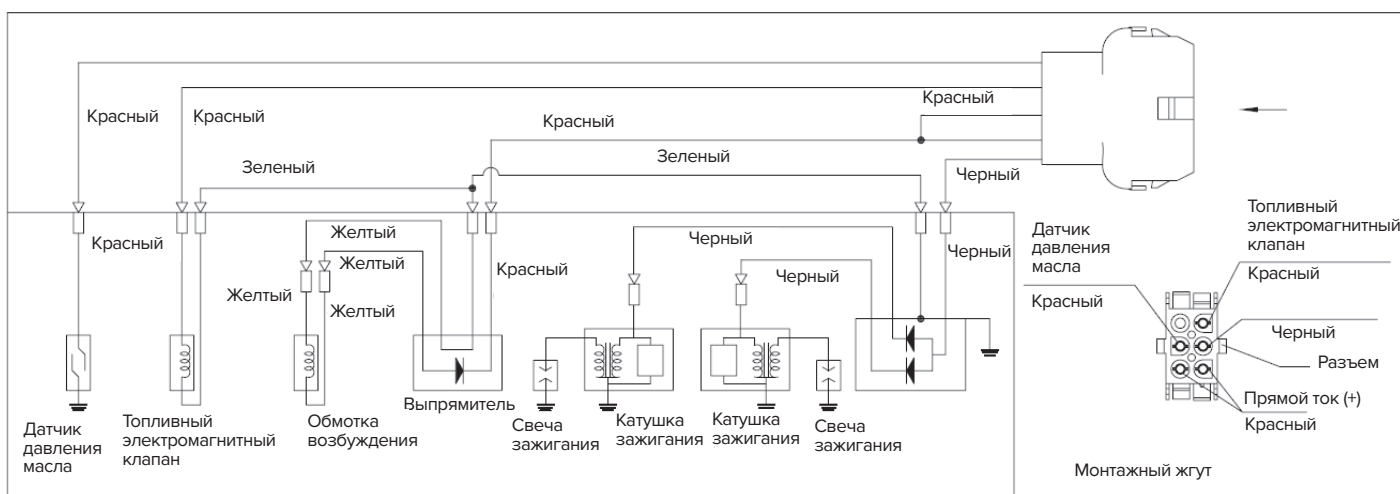 Красный
Красный
Красный
Красный
Зеленый
Зеленый
Черный
Красный
Желтый
Желтый
Желтый
Желтый
Красный
Черный
Черный
Черный
Датчик
давления
масла
Топливный
электромагнитный
клапан
Обмотка
возбуждения
Выпрямитель
Свеча
зажигания
Катушка
зажигания
Катушка
зажигания
Свеча
зажигания
Датчик
давления
масла
Красный
Топливный
электромагнитный
клапан
Красный
Черный
Разъем
Прямой ток (+)
Красный
Монтажный жгут